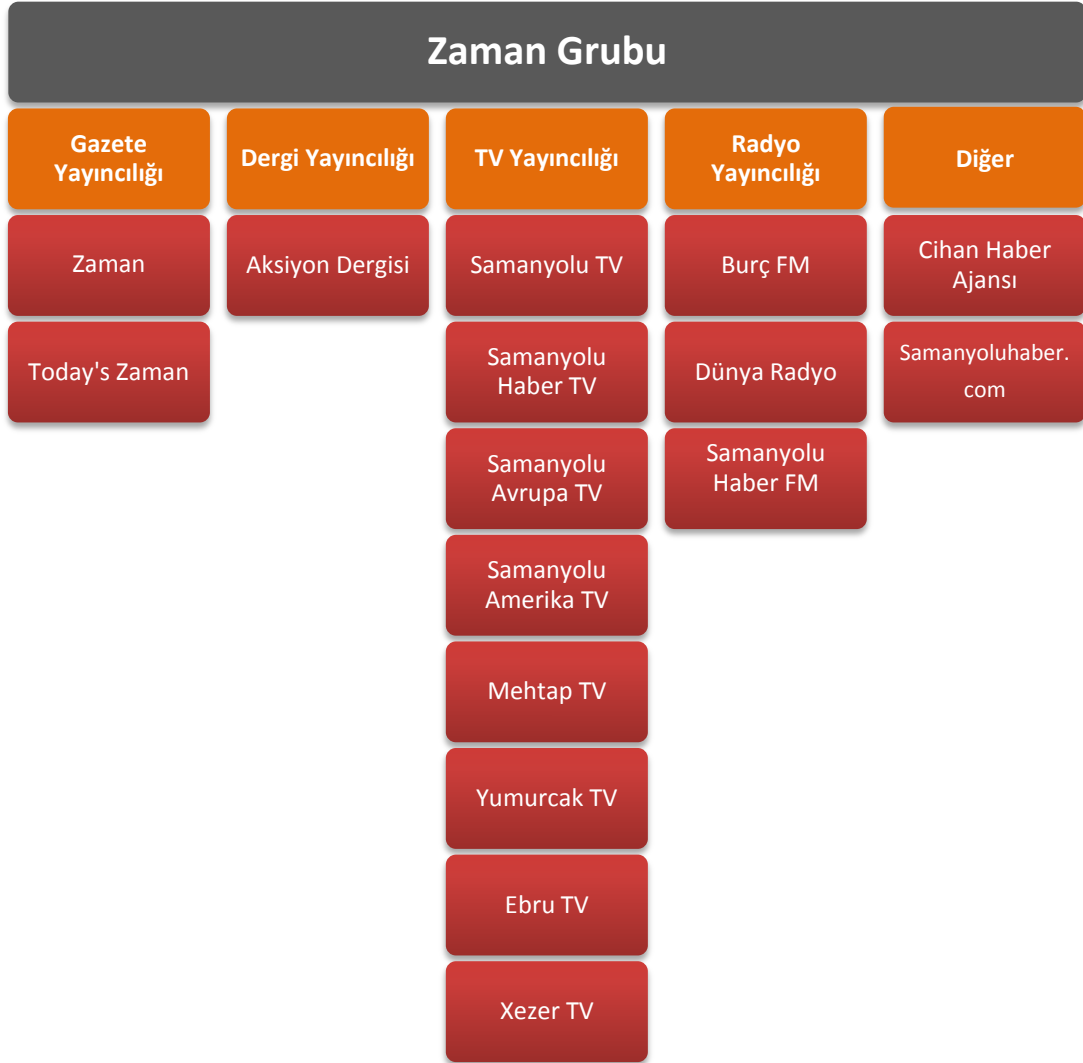 Zaman Grubu
Gazete
Yayıncılığı
Dergi Yayıncılığı
TV Yayıncılığı
Radyo
Yayıncılığı
Diğer
Zaman
Aksiyon Dergisi
Samanyolu TV
Burç FM
Cihan Haber
Ajansı
Today's Zaman
Samanyolu
Haber TV
Dünya Radyo
Samanyoluhaber.
com
Samanyolu
Avrupa TV
Samanyolu
Haber FM
Samanyolu
Amerika TV
Mehtap TV
Yumurcak TV
Ebru TV
Xezer TV